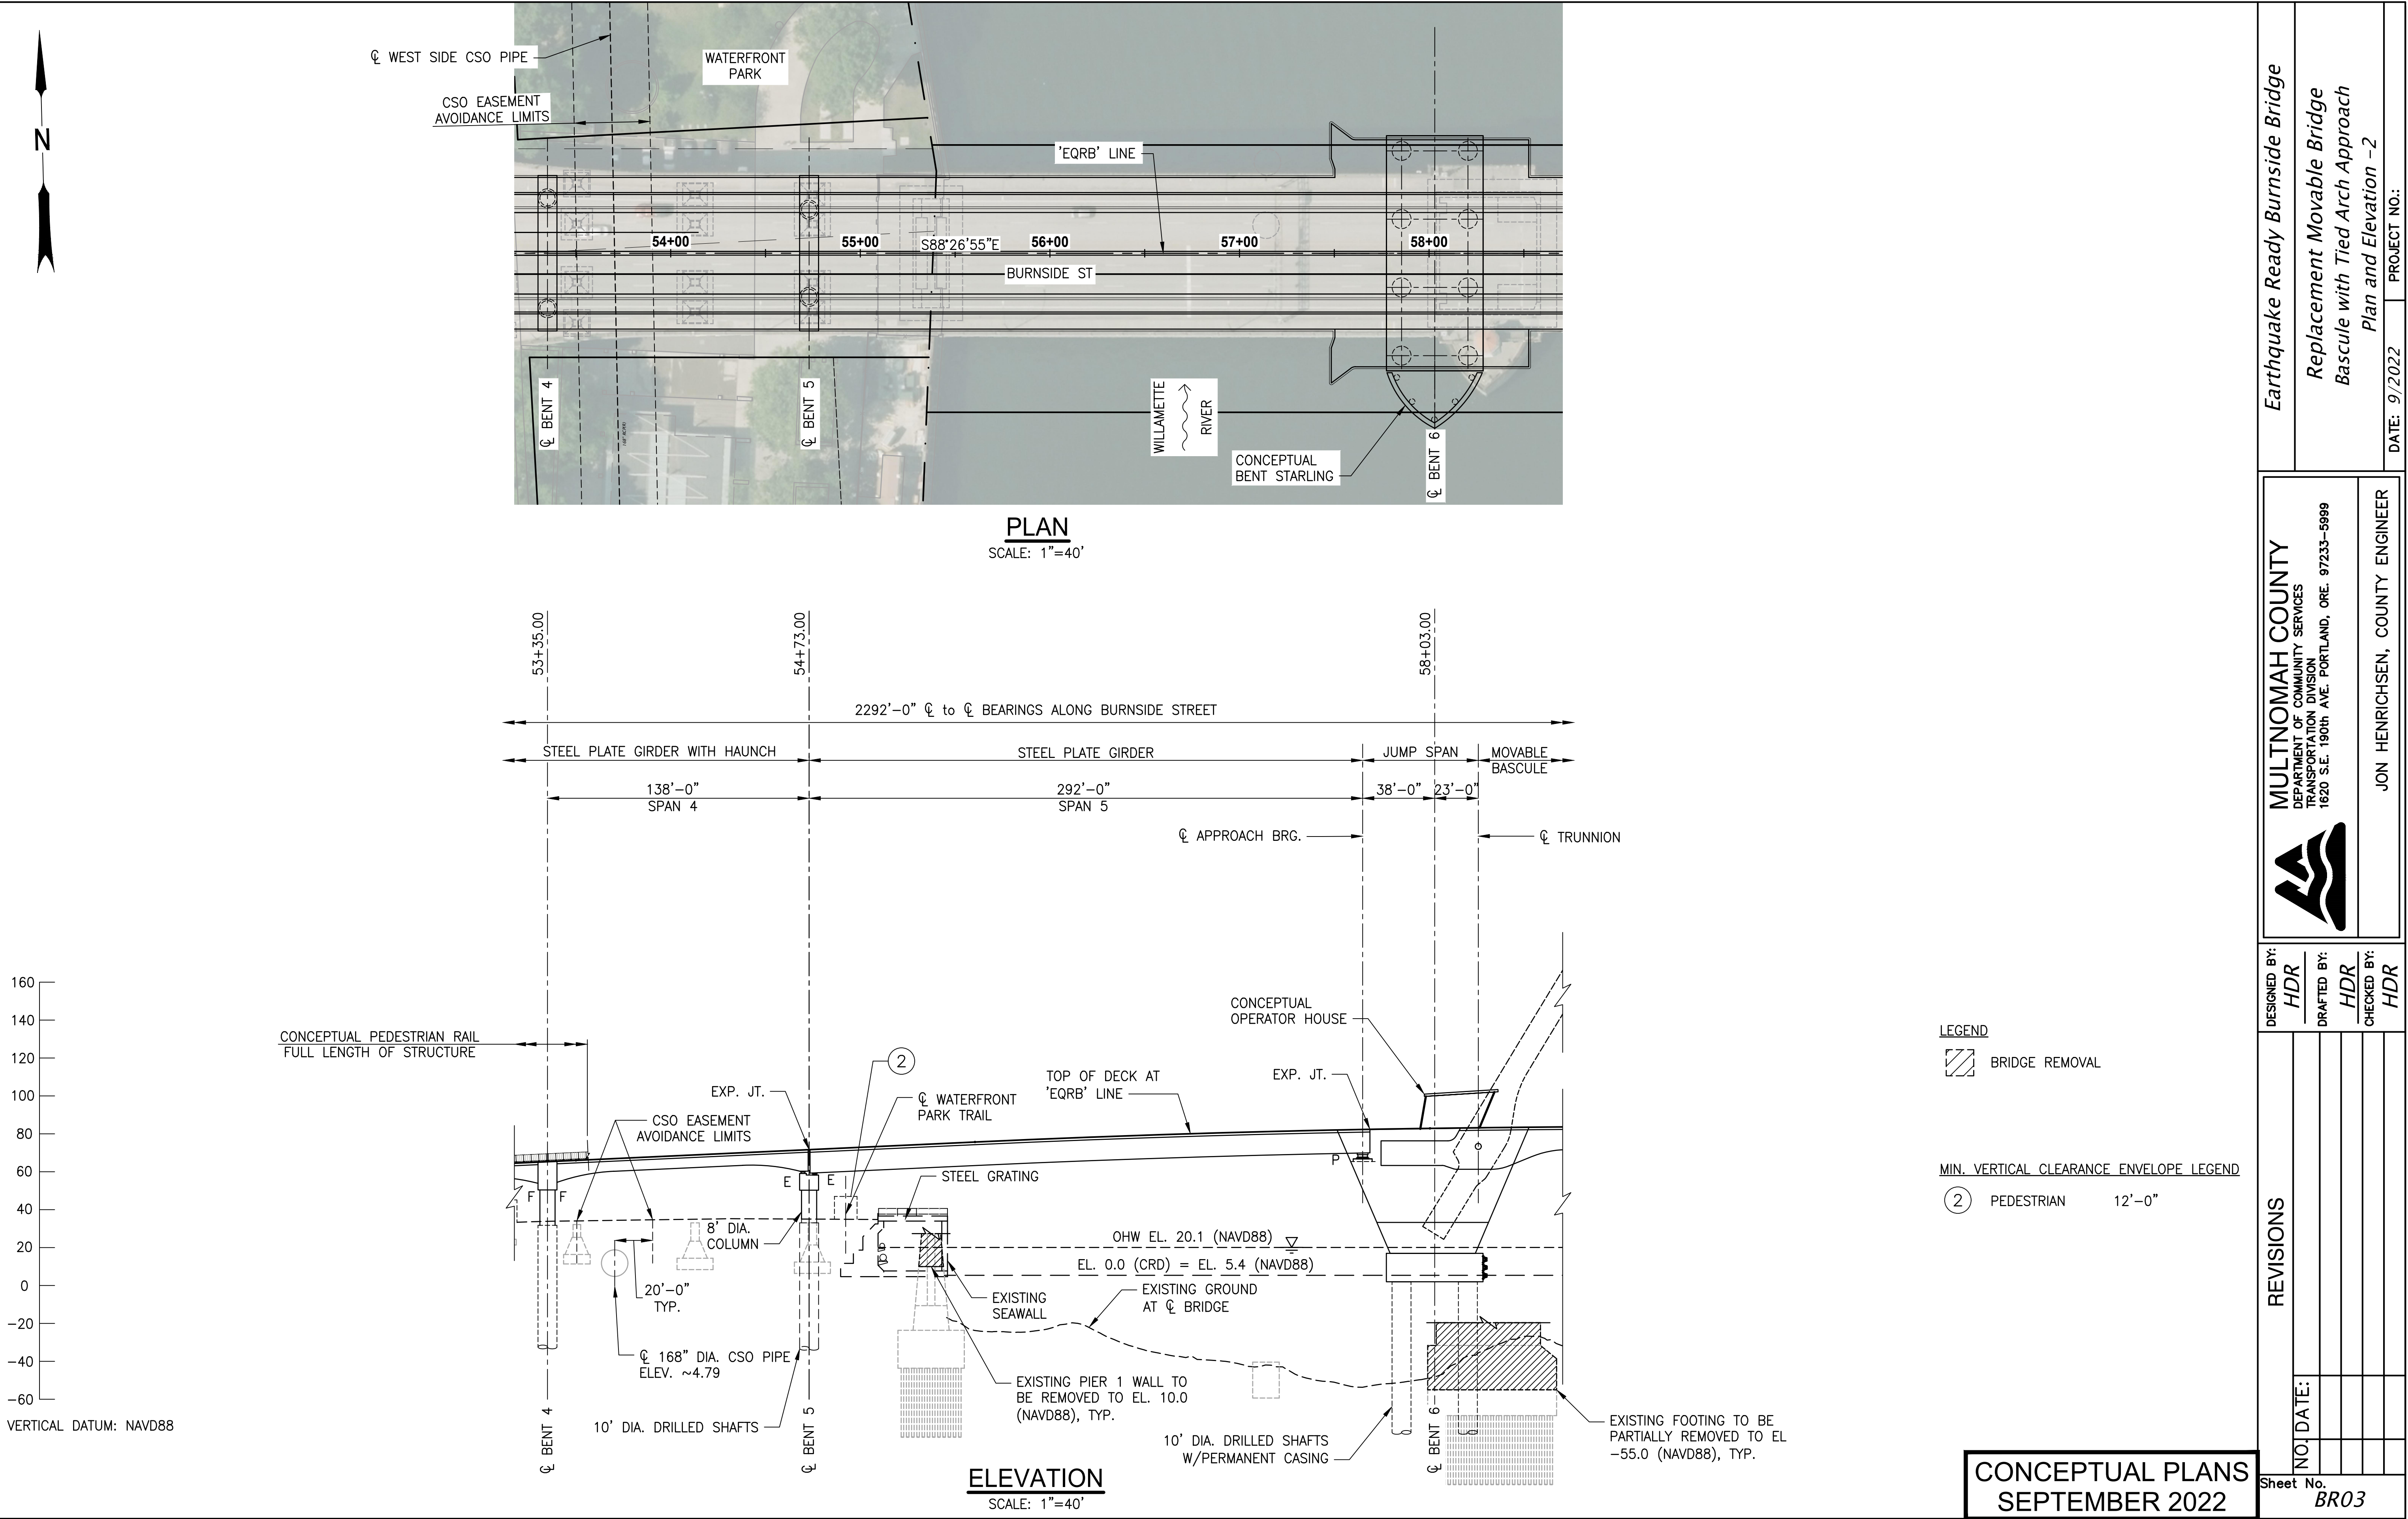 N
℄ WEST SIDE CSO PIPE
CSO EASEMENT
AVOIDANCE LIMITS
WATERFRONT
PARK
'EQRB' LINE
54+00
55+00
S88°26'55"E
56+00
57+00
58+00
BURNSIDE ST
℄ BENT 4
℄ BENT 5
WILLAMETTE
RIVER
CONCEPTUAL
BENT STARLING
℄ BENT 6
PLAN
SCALE: 1"=40'
53+35.00
54+73.00
58+03.00
2292'-0" ℄ to ℄ BEARINGS ALONG BURNSIDE STREET
STEEL PLATE GIRDER WITH HAUNCH
STEEL PLATE GIRDER
JUMP SPAN
MOVABLE
BASCULE
138'-0"
SPAN 4
292'-0"
SPAN 5
38'-0"
23'-0"
℄ APPROACH BRG.
℄ TRUNNION
160
140
120
100
80
60
40
20
0
-20
-40
-60
VERTICAL DATUM: NAVD88
CONCEPTUAL PEDESTRIAN RAIL
FULL LENGTH OF STRUCTURE
EXP. JT.
CSO EASEMENT
AVOIDANCE LIMITS
2
℄ WATERFRONT
PARK TRAIL
TOP OF DECK AT
'EQRB' LINE
EXP. JT.
CONCEPTUAL
OPERATOR HOUSE
F
F
E
E
P
STEEL GRATING
8' DIA.
COLUMN
OHW EL. 20.1 (NAVD88)
EL. 0.0 (CRD) = EL. 5.4 (NAVD88)
20'-0"
TYP.
EXISTING
SEAWALL
EXISTING GROUND
AT ℄ BRIDGE
℄ 168" DIA. CSO PIPE
ELEV. ~4.79
EXISTING PIER 1 WALL TO
BE REMOVED TO EL. 10.0
(NAVD88), TYP.
10' DIA. DRILLED SHAFTS
10' DIA. DRILLED SHAFTS
W/PERMANENT CASING
EXISTING FOOTING TO BE
PARTIALLY REMOVED TO EL
-55.0 (NAVD88), TYP.
℄ BENT 4
℄ BENT 5
℄ BENT 6
ELEVATION
SCALE: 1"=40'
LEGEND
BRIDGE REMOVAL
MIN. VERTICAL CLEARANCE ENVELOPE LEGEND
2 PEDESTRIAN 12'-0"
CONCEPTUAL PLANS
SEPTEMBER 2022
Earthquake Ready Burnside Bridge
Replacement Movable Bridge
Bascule with Tied Arch Approach
Plan and Elevation -2
DATE: 9/2022
PROJECT NO.:
MULTNOMAH COUNTY
DEPARTMENT OF COMMUNITY SERVICES
TRANSPORTATION DIVISION
1620 S.E. 190th AVE. PORTLAND, ORE. 97233-5999
JON HENRICHSEN, COUNTY ENGINEER
DESIGNED BY:
HDR
DRAFTED BY:
HDR
CHECKED BY:
HDR
REVISIONS
NO.
DATE:
Sheet No.
BR03